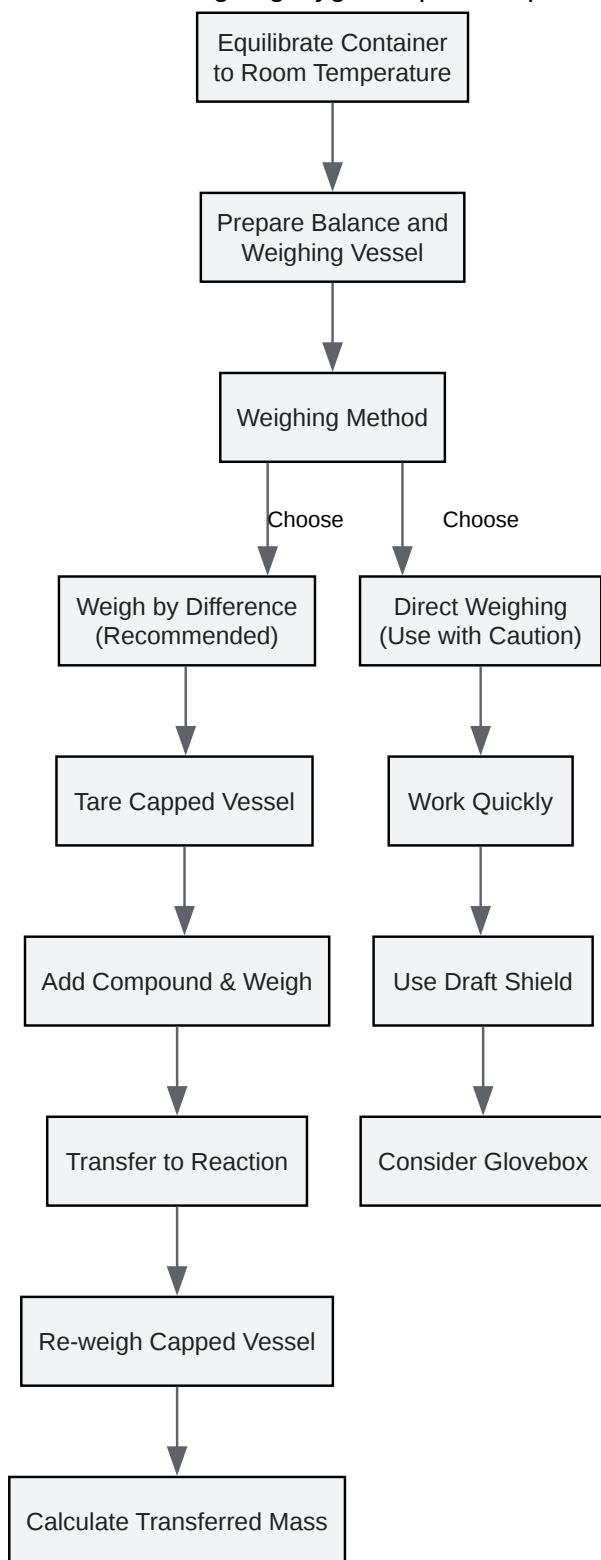 Equilibrate Container
to Room Temperature
Prepare Balance and
Weighing Vessel
Weighing Method
Choose
Choose
Weigh by Difference
(Recommended)
Direct Weighing
(Use with Caution)
Tare Capped Vessel
Work Quickly
Add Compound & Weigh
Use Draft Shield
Transfer to Reaction
Consider Glovebox
Re-weigh Capped Vessel
Calculate Transferred Mass